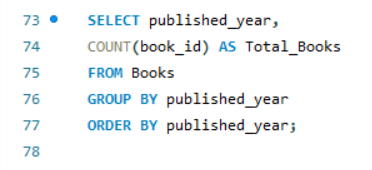 73 SELECT published_year,
74 COUNT(book_id) AS Total_Books
75 FROM Books
76 GROUP BY published_year
77 ORDER BY published_year;
78